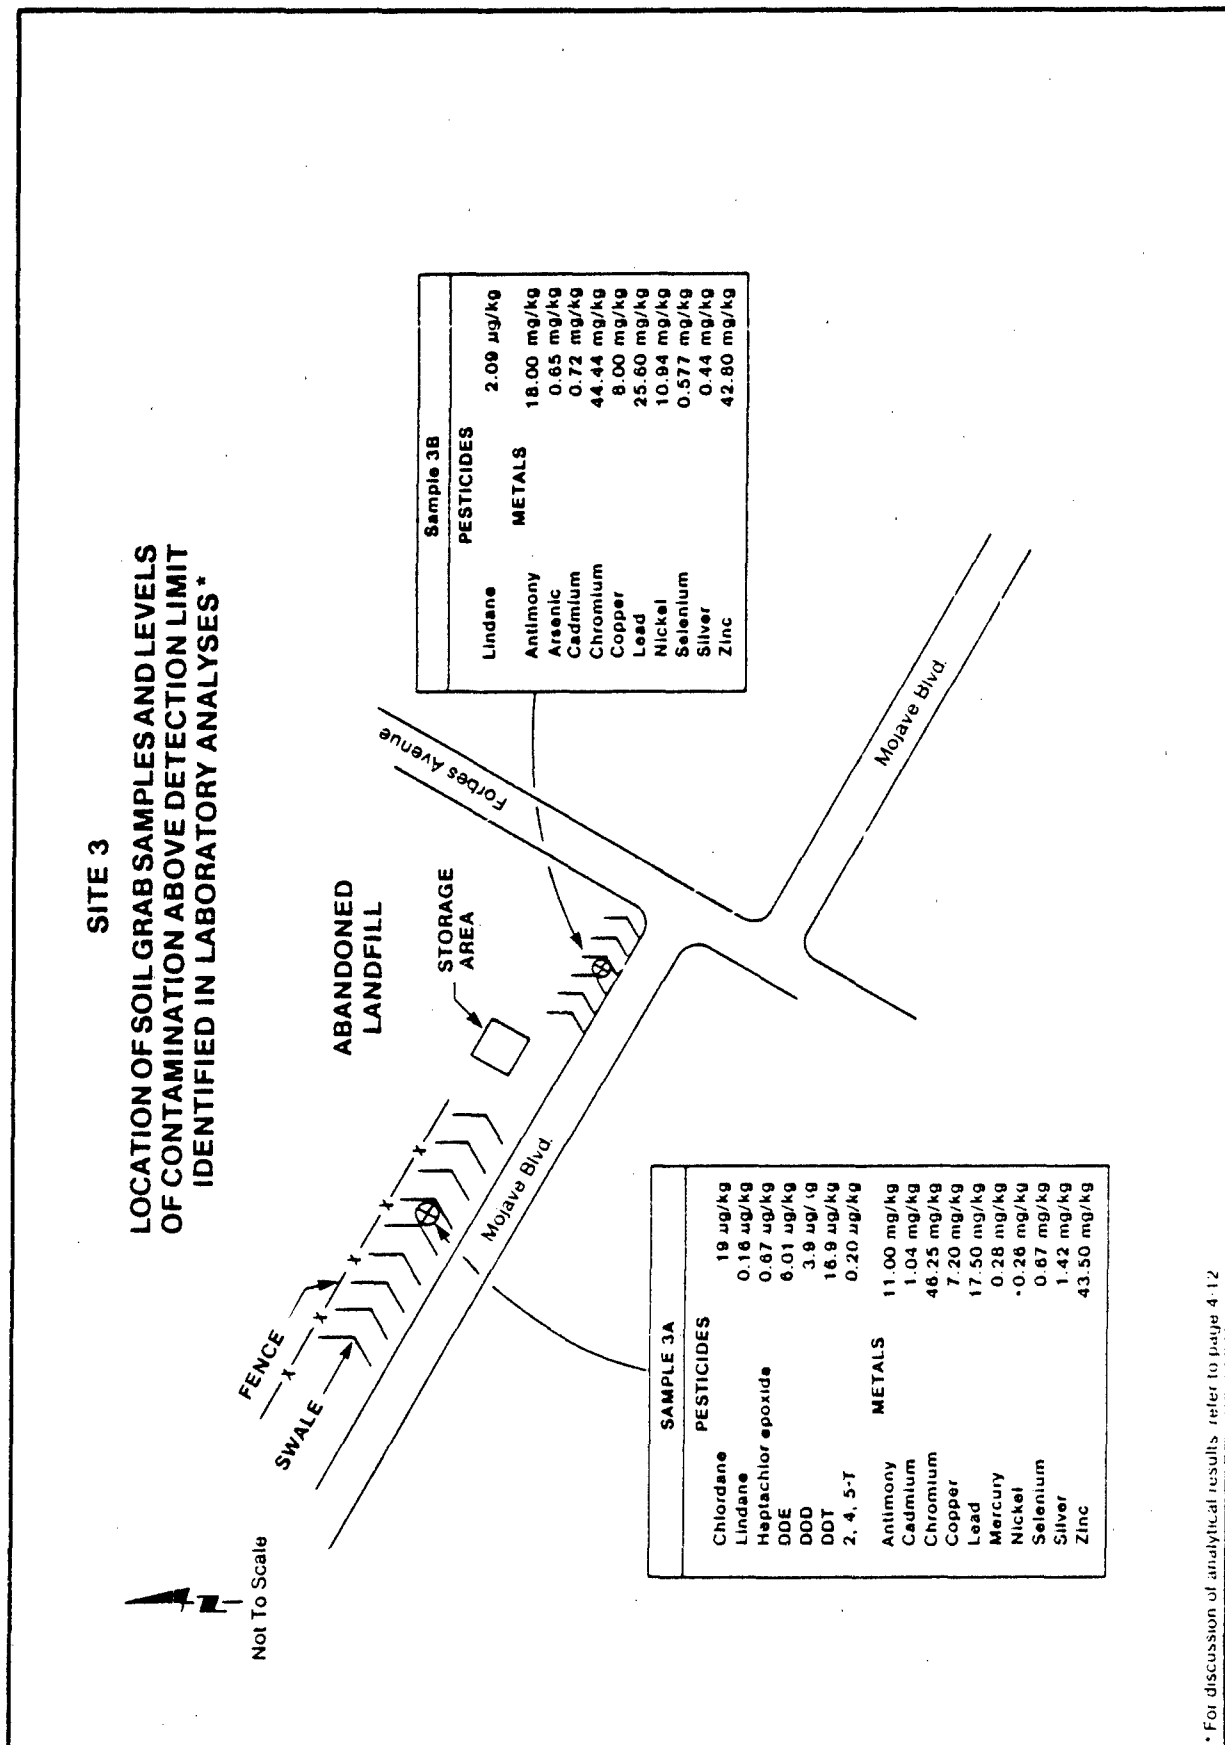 SITE 3
LOCATION OF SOIL GRAB SAMPLES AND LEVELS
OF CONTAMINATION ABOVE DETECTION LIMIT
IDENTIFIED IN LABORATORY ANALYSES*
Not To Scale
FENCE
SWALE
ABANDONED
LANDFILL
STORAGE
AREA
Forbes Avenue
Mojave Blvd.
Mojave Blvd.
Sample 3B
PESTICIDES
Lindane 2.09 µg/kg
METALS
Antimony 18.00 mg/kg
Arsenic 0.65 mg/kg
Cadmium 0.72 mg/kg
Chromium 44.44 mg/kg
Copper 8.00 mg/kg
Lead 25.60 mg/kg
Nickel 10.94 mg/kg
Selenium 0.577 mg/kg
Silver 0.44 mg/kg
Zinc 42.80 mg/kg
SAMPLE 3A
PESTICIDES
Chlordane 19 µg/kg
Lindane 0.16 µg/kg
Heptachlor epoxide 0.67 µg/kg
DDE 6.01 µg/kg
DDD 3.9 µg/kg
DDT 16.9 µg/kg
2, 4, 5-T 0.20 µg/kg
METALS
Antimony 11.00 mg/kg
Cadmium 1.04 mg/kg
Chromium 46.25 mg/kg
Copper 7.20 mg/kg
Lead 17.50 mg/kg
Mercury 0.28 mg/kg
Nickel 0.26 mg/kg
Selenium 0.67 mg/kg
Silver 1.42 mg/kg
Zinc 43.50 mg/kg
* For discussion of analytical results refer to page 4-12